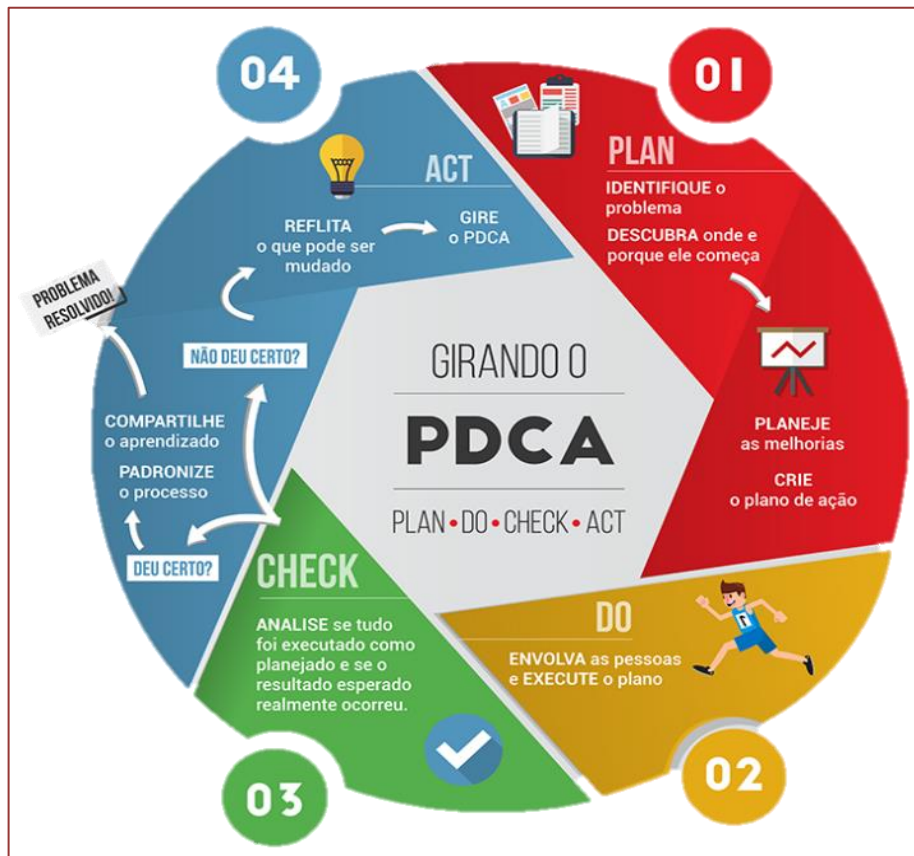 01
PLAN
IDENTIFIQUE o
problema
DESCUBRA onde e
porque ele começa
PLANEJE
as melhorias
CRIE
o plano de ação
02
DO
ENVOLVA as pessoas
e EXECUTE o plano
03
CHECK
ANALISE se tudo
foi executado como
planejado e se o
resultado esperado
realmente ocorreu.
04
ACT
DEU CERTO?
PADRONIZE
o processo
COMPARTILHE
o aprendizado
PROBLEMA
RESOLVIDO!
NÃO DEU CERTO?
REFLITA
o que pode ser
mudado
GIRE
o PDCA
GIRANDO O
PDCA
PLAN • DO • CHECK • ACT